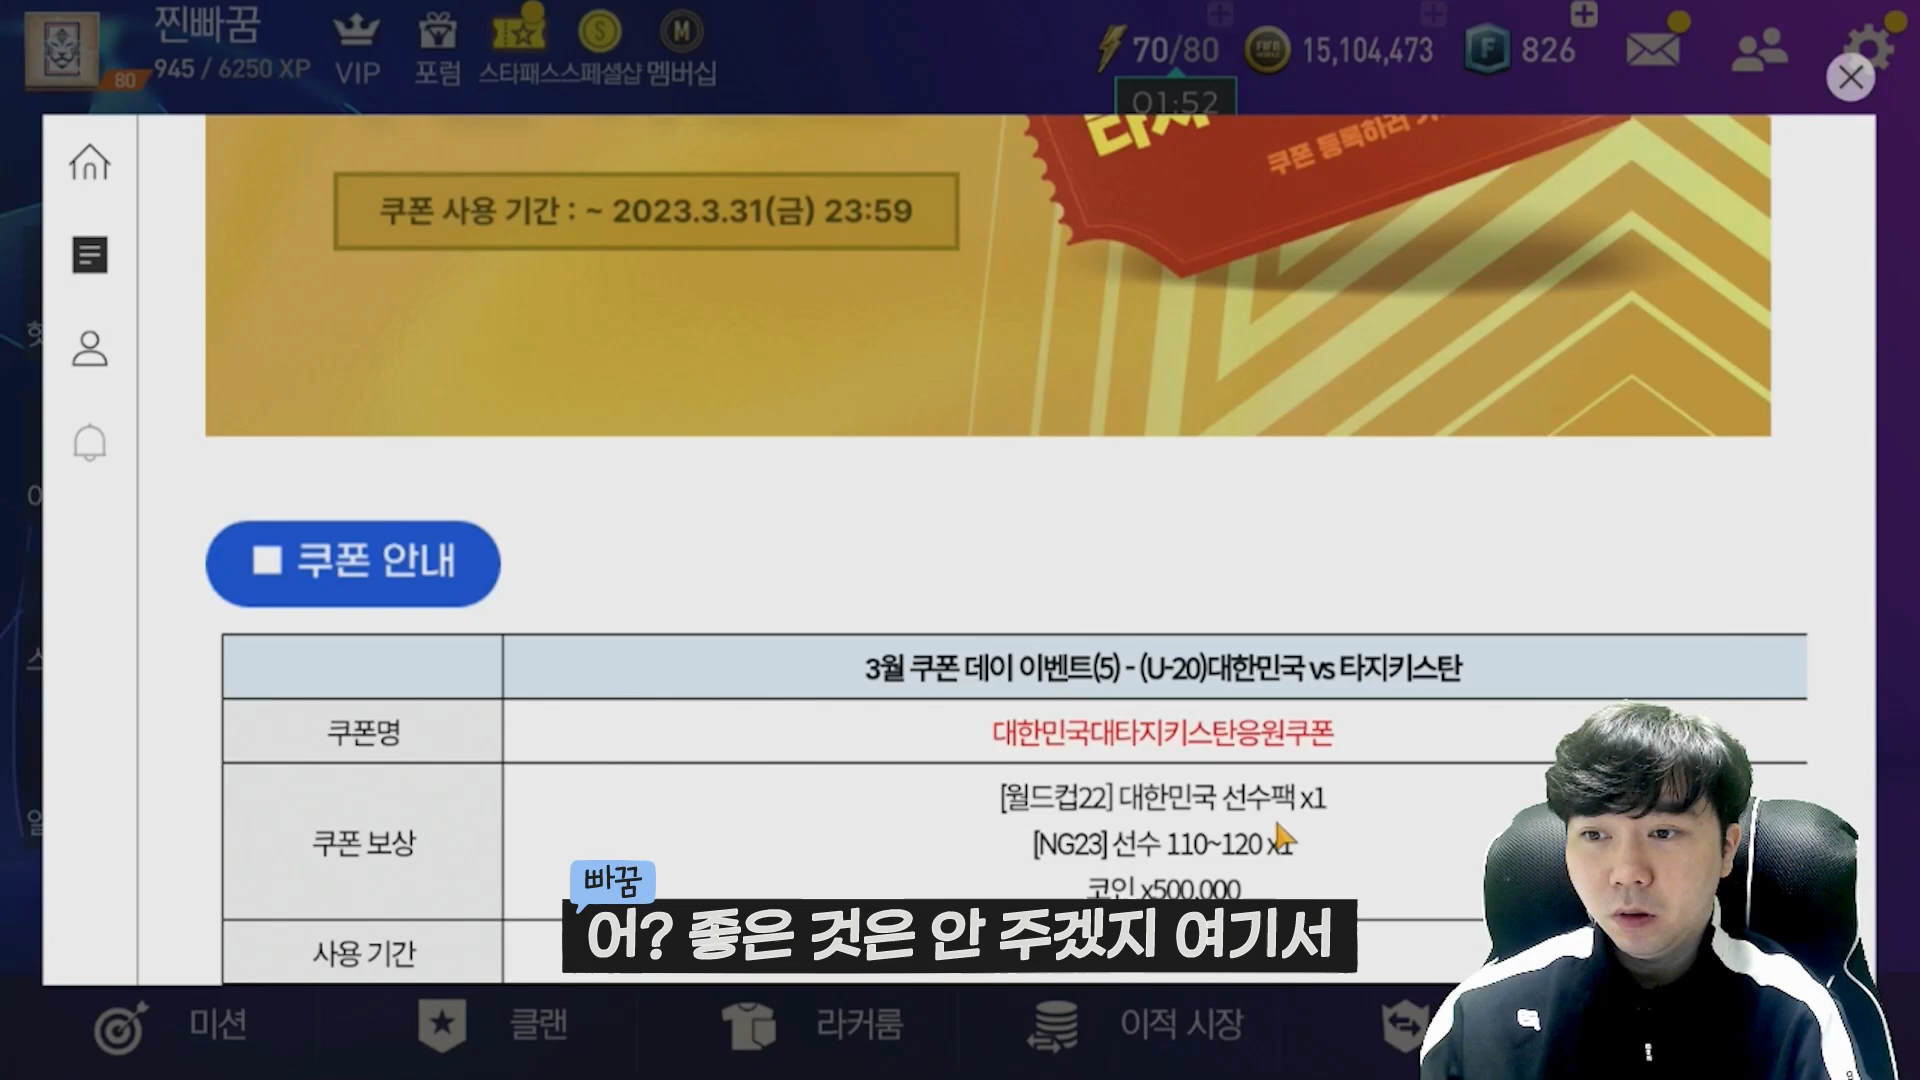 찐빠꿈
945 / 6250 XP
80
VIP
포럼
스타패스
스페셜샵
멤버십
70/80
15,104,473
826
01:52
타지
쿠폰 등록하러
쿠폰 사용 기간 : ~ 2023.3.31(금) 23:59
■ 쿠폰 안내
3월 쿠폰 데이 이벤트(5) - (U-20)대한민국 vs 타지키스탄
쿠폰명
대한민국대타지키스탄응원쿠폰
쿠폰 보상
[월드컵22] 대한민국 선수팩 x1
[NG23] 선수 110~120 x1
코인 x500,000
사용 기간
빠꿈
어? 좋은 것은 안 주겠지 여기서
미션
클랜
라커룸
이적 시장